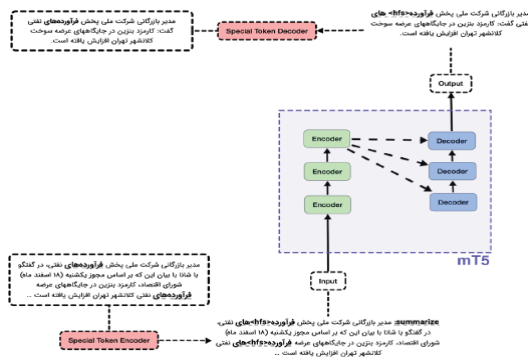 مدیر بازرگانی شرکت ملی پخش فرآورده‌های نفتی
گفت: کارمزد بنزین در جایگاههای عرضه سوخت
کلانشهر تهران افزایش یافته است.
Special Token Decoder
مدیر بازرگانی شرکت ملی پخش فرآورده<hfs>های
نفتی گفت: کارمزد بنزین در جایگاههای عرضه سوخت
کلانشهر تهران افزایش یافته است.
Output
Encoder
Decoder
Encoder
Decoder
Encoder
Decoder
mT5
Input
مدیر بازرگانی شرکت ملی پخش فرآورده‌های نفتی، در گفتگو
با شانا با بیان این که بر اساس مجوز یکشنبه (۱۸ اسفند ماه)
شورای اقتصاد، کارمزد بنزین در جایگاههای عرضه
فرآورده‌های نفتی کلانشهر تهران افزایش یافته است ..
Special Token Encoder
summarize: مدیر بازرگانی شرکت ملی پخش فرآورده<hfs>های نفتی،
در گفتگو با شانا با بیان این که بر اساس مجوز یکشنبه (۱۸ اسفند ماه)
شورای اقتصاد، کارمزد بنزین در جایگاههای عرضه فرآورده<hfs>های نفتی
کلانشهر تهران افزایش یافته است ..